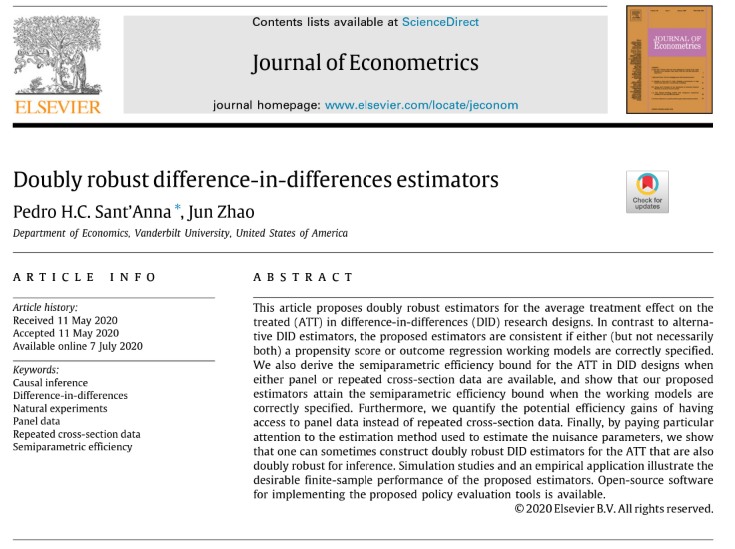 Contents lists available at ScienceDirect
Journal of Econometrics
journal homepage: www.elsevier.com/locate/jeconom
ELSEVIER
JOURNAL OF
Econometrics
Doubly robust difference-in-differences estimators
Pedro H.C. Sant'Anna *, Jun Zhao
Department of Economics, Vanderbilt University, United States of America
Check for
updates
ARTICLE INFO
Article history:
Received 11 May 2020
Accepted 11 May 2020
Available online 7 July 2020
Keywords:
Causal inference
Difference-in-differences
Natural experiments
Panel data
Repeated cross-section data
Semiparametric efficiency
ABSTRACT
This article proposes doubly robust estimators for the average treatment effect on the
treated (ATT) in difference-in-differences (DID) research designs. In contrast to alterna-
tive DID estimators, the proposed estimators are consistent if either (but not necessarily
both) a propensity score or outcome regression working models are correctly specified.
We also derive the semiparametric efficiency bound for the ATT in DID designs when
either panel or repeated cross-section data are available, and show that our proposed
estimators attain the semiparametric efficiency bound when the working models are
correctly specified. Furthermore, we quantify the potential efficiency gains of having
access to panel data instead of repeated cross-section data. Finally, by paying particular
attention to the estimation method used to estimate the nuisance parameters, we show
that one can sometimes construct doubly robust DID estimators for the ATT that are also
doubly robust for inference. Simulation studies and an empirical application illustrate the
desirable finite-sample performance of the proposed estimators. Open-source software
for implementing the proposed policy evaluation tools is available.
© 2020 Elsevier B.V. All rights reserved.